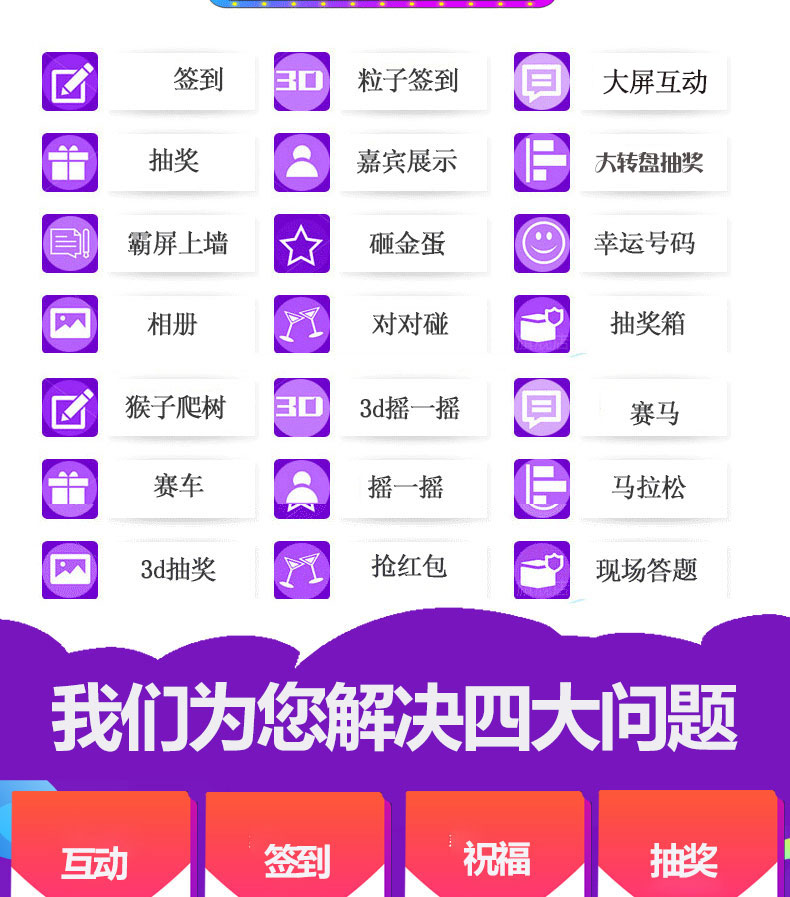 签到
3D 粒子签到
大屏互动
抽奖
嘉宾展示
大转盘抽奖
霸屏上墙
砸金蛋
幸运号码
相册
对对碰
抽奖箱
猴子爬树
3D 3d摇一摇
赛马
赛车
摇一摇
马拉松
3d抽奖
抢红包
现场答题
我们为您解决四大问题
互动
签到
祝福
抽奖